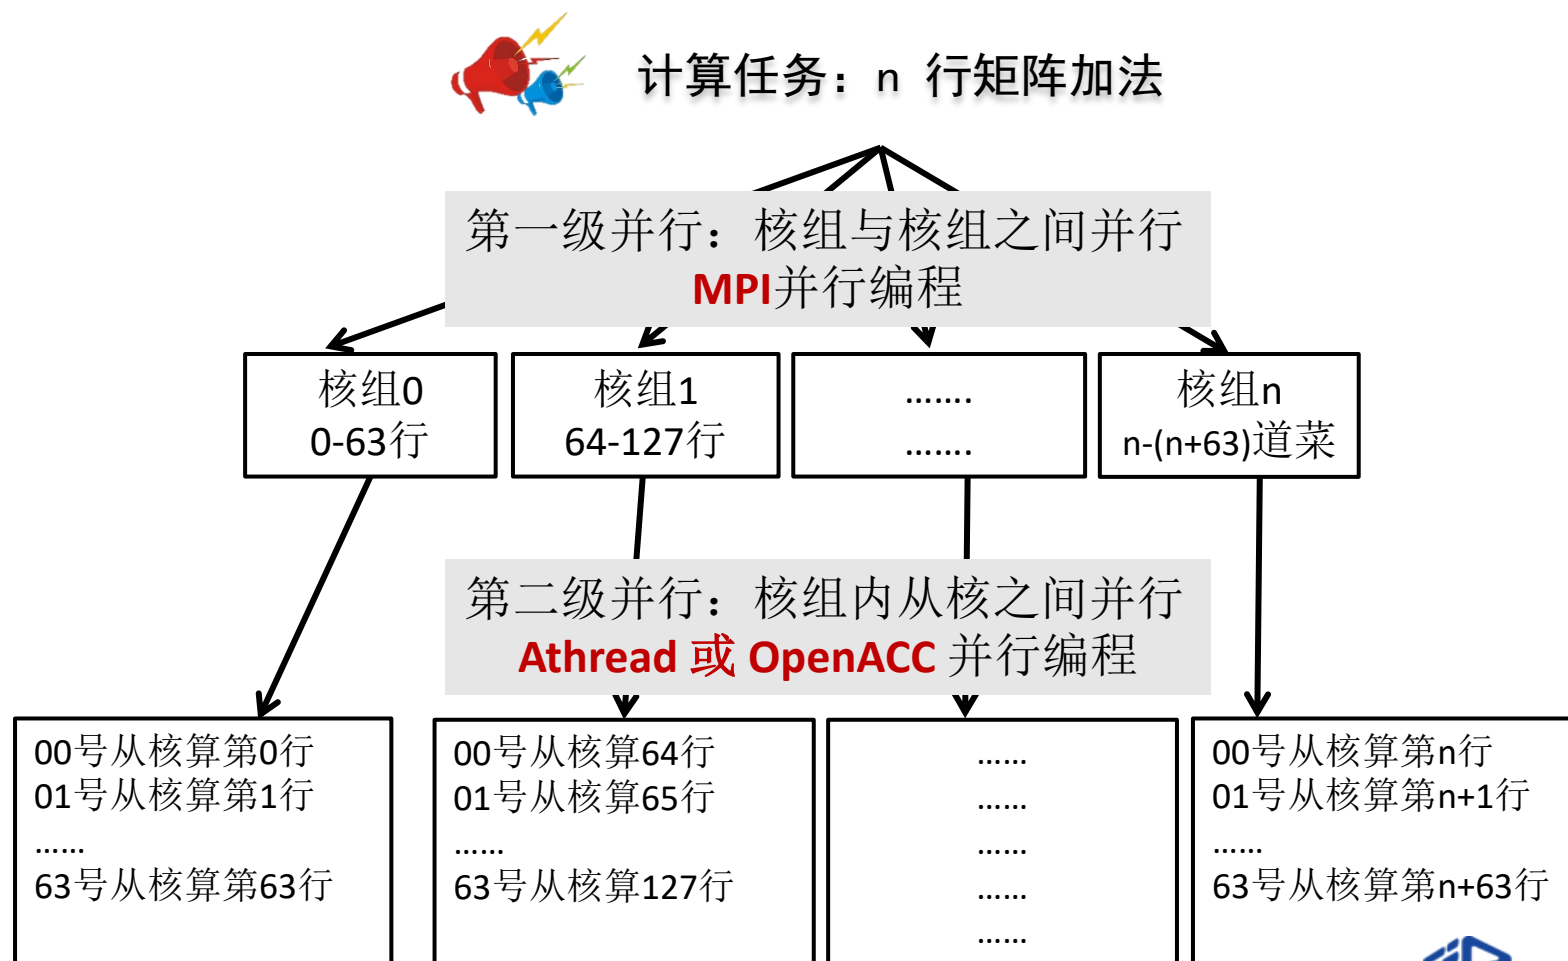 计算任务：n 行矩阵加法
第一级并行：核组与核组之间并行
MPI并行编程
核组0
0-63行
核组1
64-127行
.......
.......
核组n
n-(n+63)道菜
第二级并行：核组内从核之间并行
Athread 或 OpenACC 并行编程
00号从核算第0行
01号从核算第1行
......
63号从核算第63行
00号从核算64行
01号从核算65行
......
63号从核算127行
......
......
......
......
......
00号从核算第n行
01号从核算第n+1行
......
63号从核算第n+63行